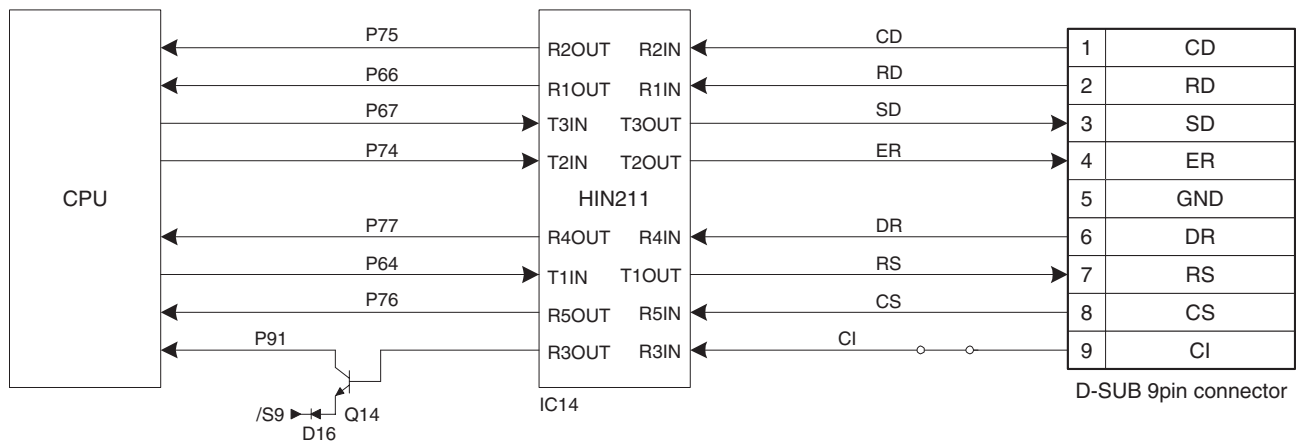 P75 R2OUT R2IN CD 1 CD
P66 R1OUT R1IN RD 2 RD
P67 T3IN T3OUT SD 3 SD
P74 T2IN T2OUT ER 4 ER
CPU HIN211 5 GND
P77 R4OUT R4IN DR 6 DR
P64 T1IN T1OUT RS 7 RS
P76 R5OUT R5IN CS 8 CS
P91 R3OUT R3IN CI 9 CI
/S9 Q14 IC14 D-SUB 9pin connector
D16